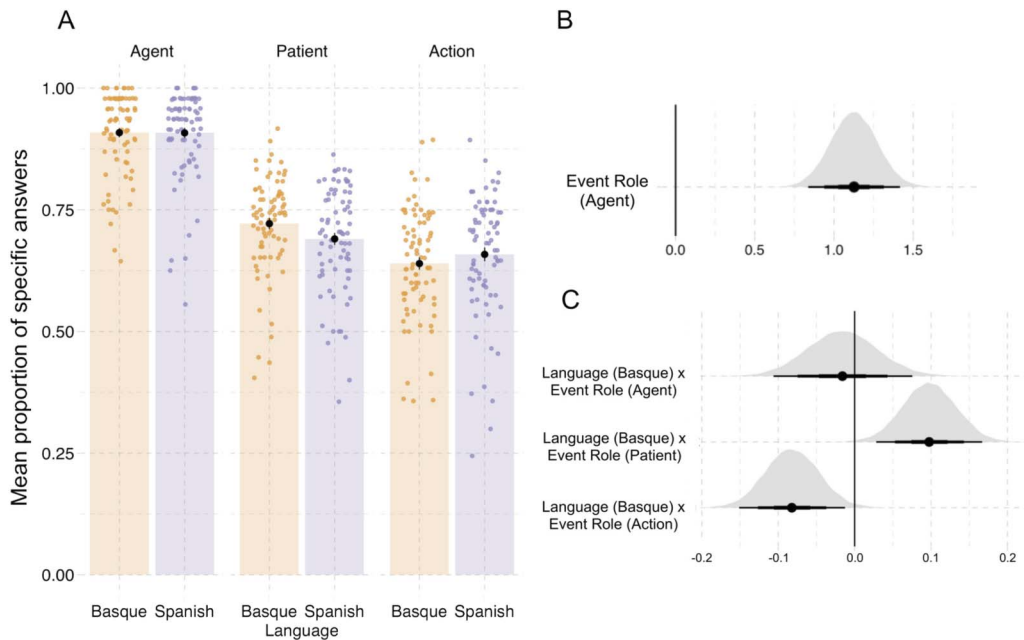 A
Agent Patient Action
Mean proportion of specific answers
1.00
0.75
0.50
0.25
0.00
Basque Spanish Basque Spanish Basque Spanish
Language
B
Event Role
(Agent)
0.0 0.5 1.0 1.5
C
Language (Basque) x
Event Role (Agent)
Language (Basque) x
Event Role (Patient)
Language (Basque) x
Event Role (Action)
-0.2 -0.1 0.0 0.1 0.2